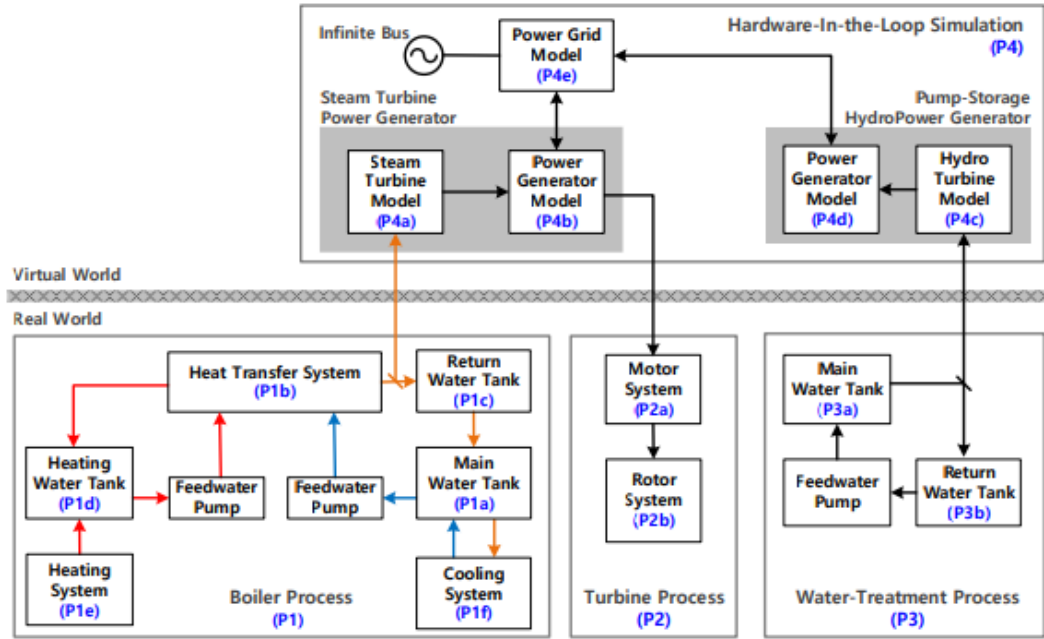 Hardware-In-the-Loop Simulation
(P4)
Infinite Bus
Power Grid
Model
(P4e)
Steam Turbine
Power Generator
Pump-Storage
HydroPower Generator
Steam
Turbine
Model
(P4a)
Power
Generator
Model
(P4b)
Power
Generator
Model
(P4d)
Hydro
Turbine
Model
(P4c)
Virtual World
Real World
Heat Transfer System
(P1b)
Return
Water Tank
(P1c)
Heating
Water Tank
(P1d)
Feedwater
Pump
Feedwater
Pump
Main
Water Tank
(P1a)
Heating
System
(P1e)
Cooling
System
(P1f)
Boiler Process
(P1)
Motor
System
(P2a)
Rotor
System
(P2b)
Turbine Process
(P2)
Main
Water Tank
(P3a)
Feedwater
Pump
Return
Water Tank
(P3b)
Water-Treatment Process
(P3)